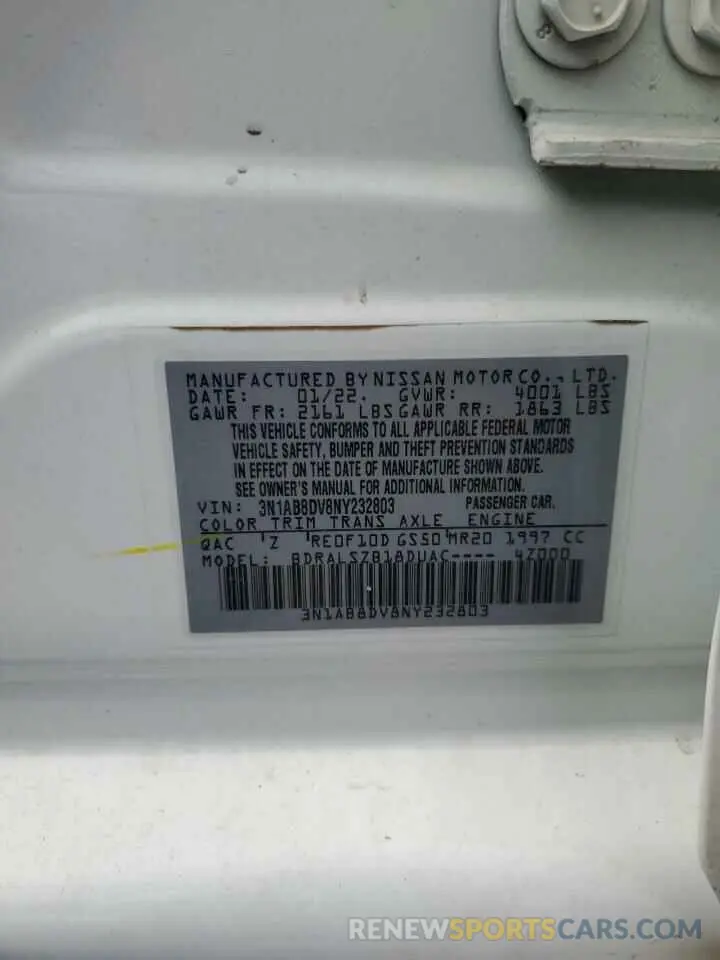 MANUFACTURED BY NISSAN MOTOR CO., LTD.
DATE: 01/22. GVWR: 4001 LBS
GAWR FR: 2161 LBS GAWR RR: 1863 LBS
THIS VEHICLE CONFORMS TO ALL APPLICABLE FEDERAL MOTOR
VEHICLE SAFETY, BUMPER AND THEFT PREVENTION STANDARDS
IN EFFECT ON THE DATE OF MANUFACTURE SHOWN ABOVE.
SEE OWNER'S MANUAL FOR ADDITIONAL INFORMATION.
VIN: 3N1AB8DV8NY232803 PASSENGER CAR.
COLOR TRIM TRANS AXLE ENGINE
QAC 'Z 'RE0F10D GS50'MR20 1997 CC
MODEL: BDRALSZB18DUAC---- 4Z000
3N1AB8DV8NY232803
8
RENEWSPORTSCARS.COM